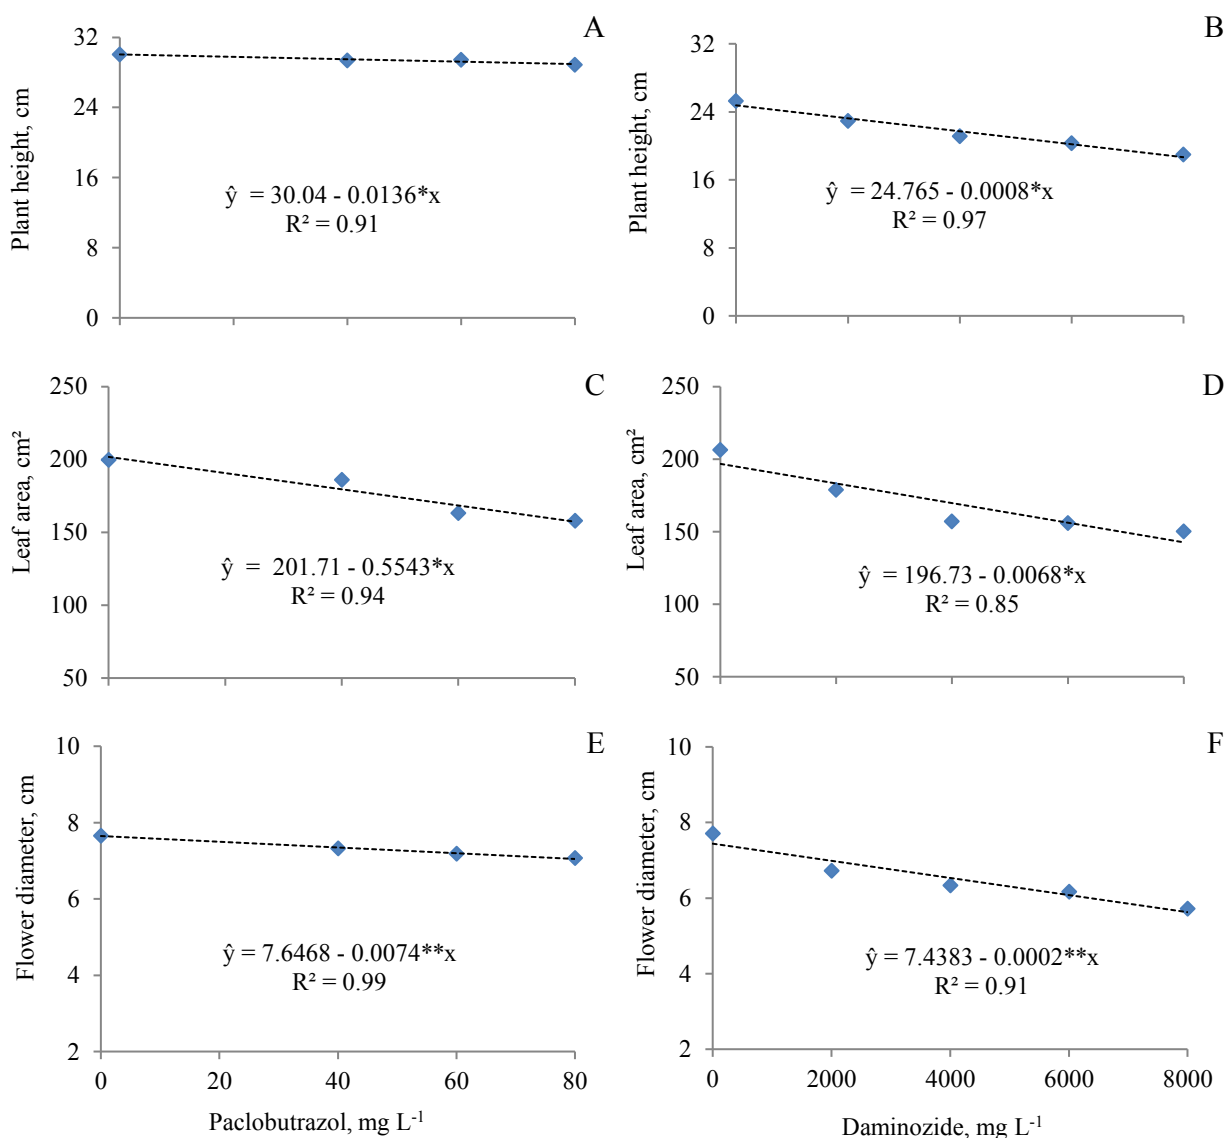 A
Plant height, cm
32
24
16
8
0
ŷ = 30.04 - 0.0136*x
R² = 0.91
B
Plant height, cm
32
24
16
8
0
ŷ = 24.765 - 0.0008*x
R² = 0.97
C
Leaf area, cm²
250
200
150
100
50
ŷ = 201.71 - 0.5543*x
R² = 0.94
D
Leaf area, cm²
250
200
150
100
50
ŷ = 196.73 - 0.0068*x
R² = 0.85
E
Flower diameter, cm
10
8
6
4
2
ŷ = 7.6468 - 0.0074**x
R² = 0.99
0 20 40 60 80
Paclobutrazol, mg L⁻¹
F
Flower diameter, cm
10
8
6
4
2
ŷ = 7.4383 - 0.0002**x
R² = 0.91
0 2000 4000 6000 8000
Daminozide, mg L⁻¹